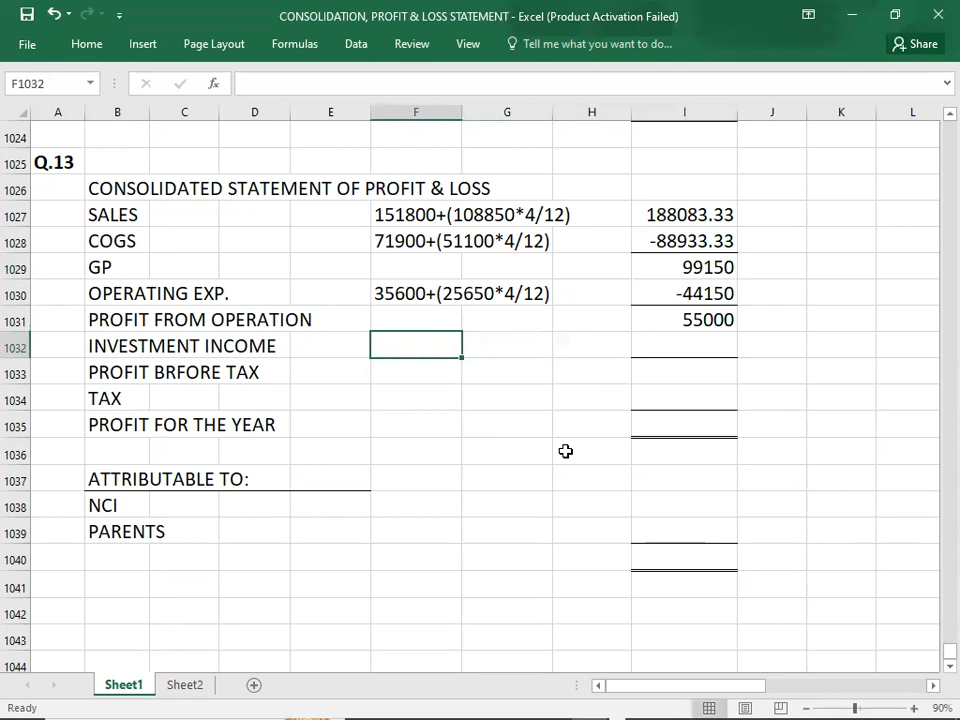 CONSOLIDATION, PROFIT & LOSS STATEMENT - Excel (Product Activation Failed)
File Home Insert Page Layout Formulas Data Review View Tell me what you want to do... Share
F1032 fx
A B C D E F G H I J K L
1024
1025 Q.13
1026 CONSOLIDATED STATEMENT OF PROFIT & LOSS
1027 SALES 151800+(108850*4/12) 188083.33
1028 COGS 71900+(51100*4/12) -88933.33
1029 GP 99150
1030 OPERATING EXP. 35600+(25650*4/12) -44150
1031 PROFIT FROM OPERATION 55000
1032 INVESTMENT INCOME
1033 PROFIT BRFORE TAX
1034 TAX
1035 PROFIT FOR THE YEAR
1036
1037 ATTRIBUTABLE TO:
1038 NCI
1039 PARENTS
1040
1041
1042
1043
1044
Sheet1 Sheet2
Ready 90%